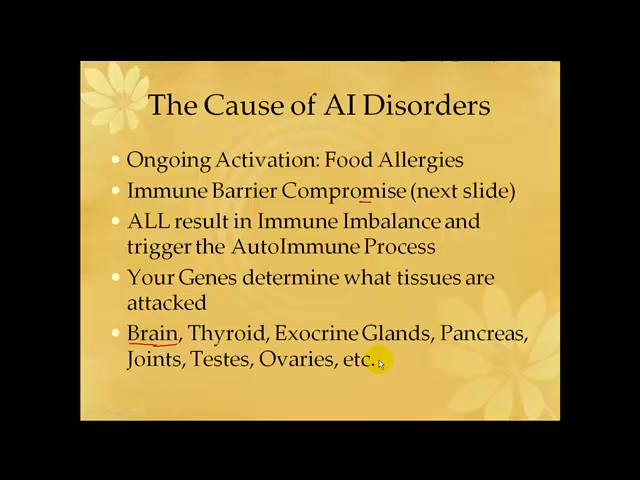 The Cause of AI Disorders
Ongoing Activation: Food Allergies
Immune Barrier Compromise (next slide)
ALL result in Immune Imbalance and
trigger the AutoImmune Process
Your Genes determine what tissues are
attacked
Brain, Thyroid, Exocrine Glands, Pancreas,
Joints, Testes, Ovaries, etc.